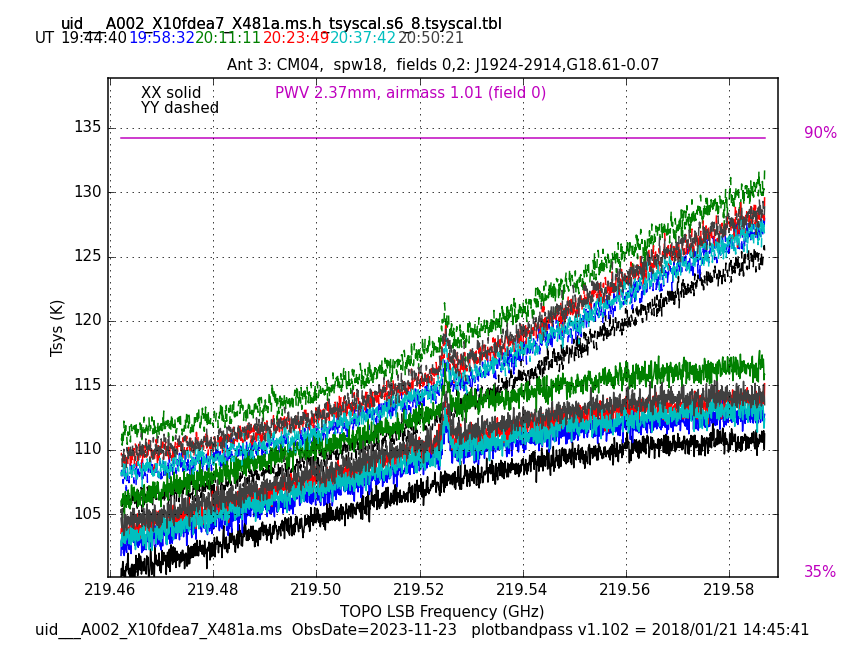 uid___A002_X10fdea7_X481a.ms.h_tsyscal.s6_8.tsyscal.tbl
UT 19:44:40 19:58:32 20:11:11 20:23:49 20:37:42 20:50:21
Ant 3: CM04, spw18, fields 0,2: J1924-2914,G18.61-0.07
XX solid
PWV 2.37mm, airmass 1.01 (field 0)
YY dashed
90%
135
130
125
120
115
110
105
Tsys (K)
35%
219.46 219.48 219.50 219.52 219.54 219.56 219.58
TOPO LSB Frequency (GHz)
uid___A002_X10fdea7_X481a.ms ObsDate=2023-11-23 plotbandpass v1.102 = 2018/01/21 14:45:41